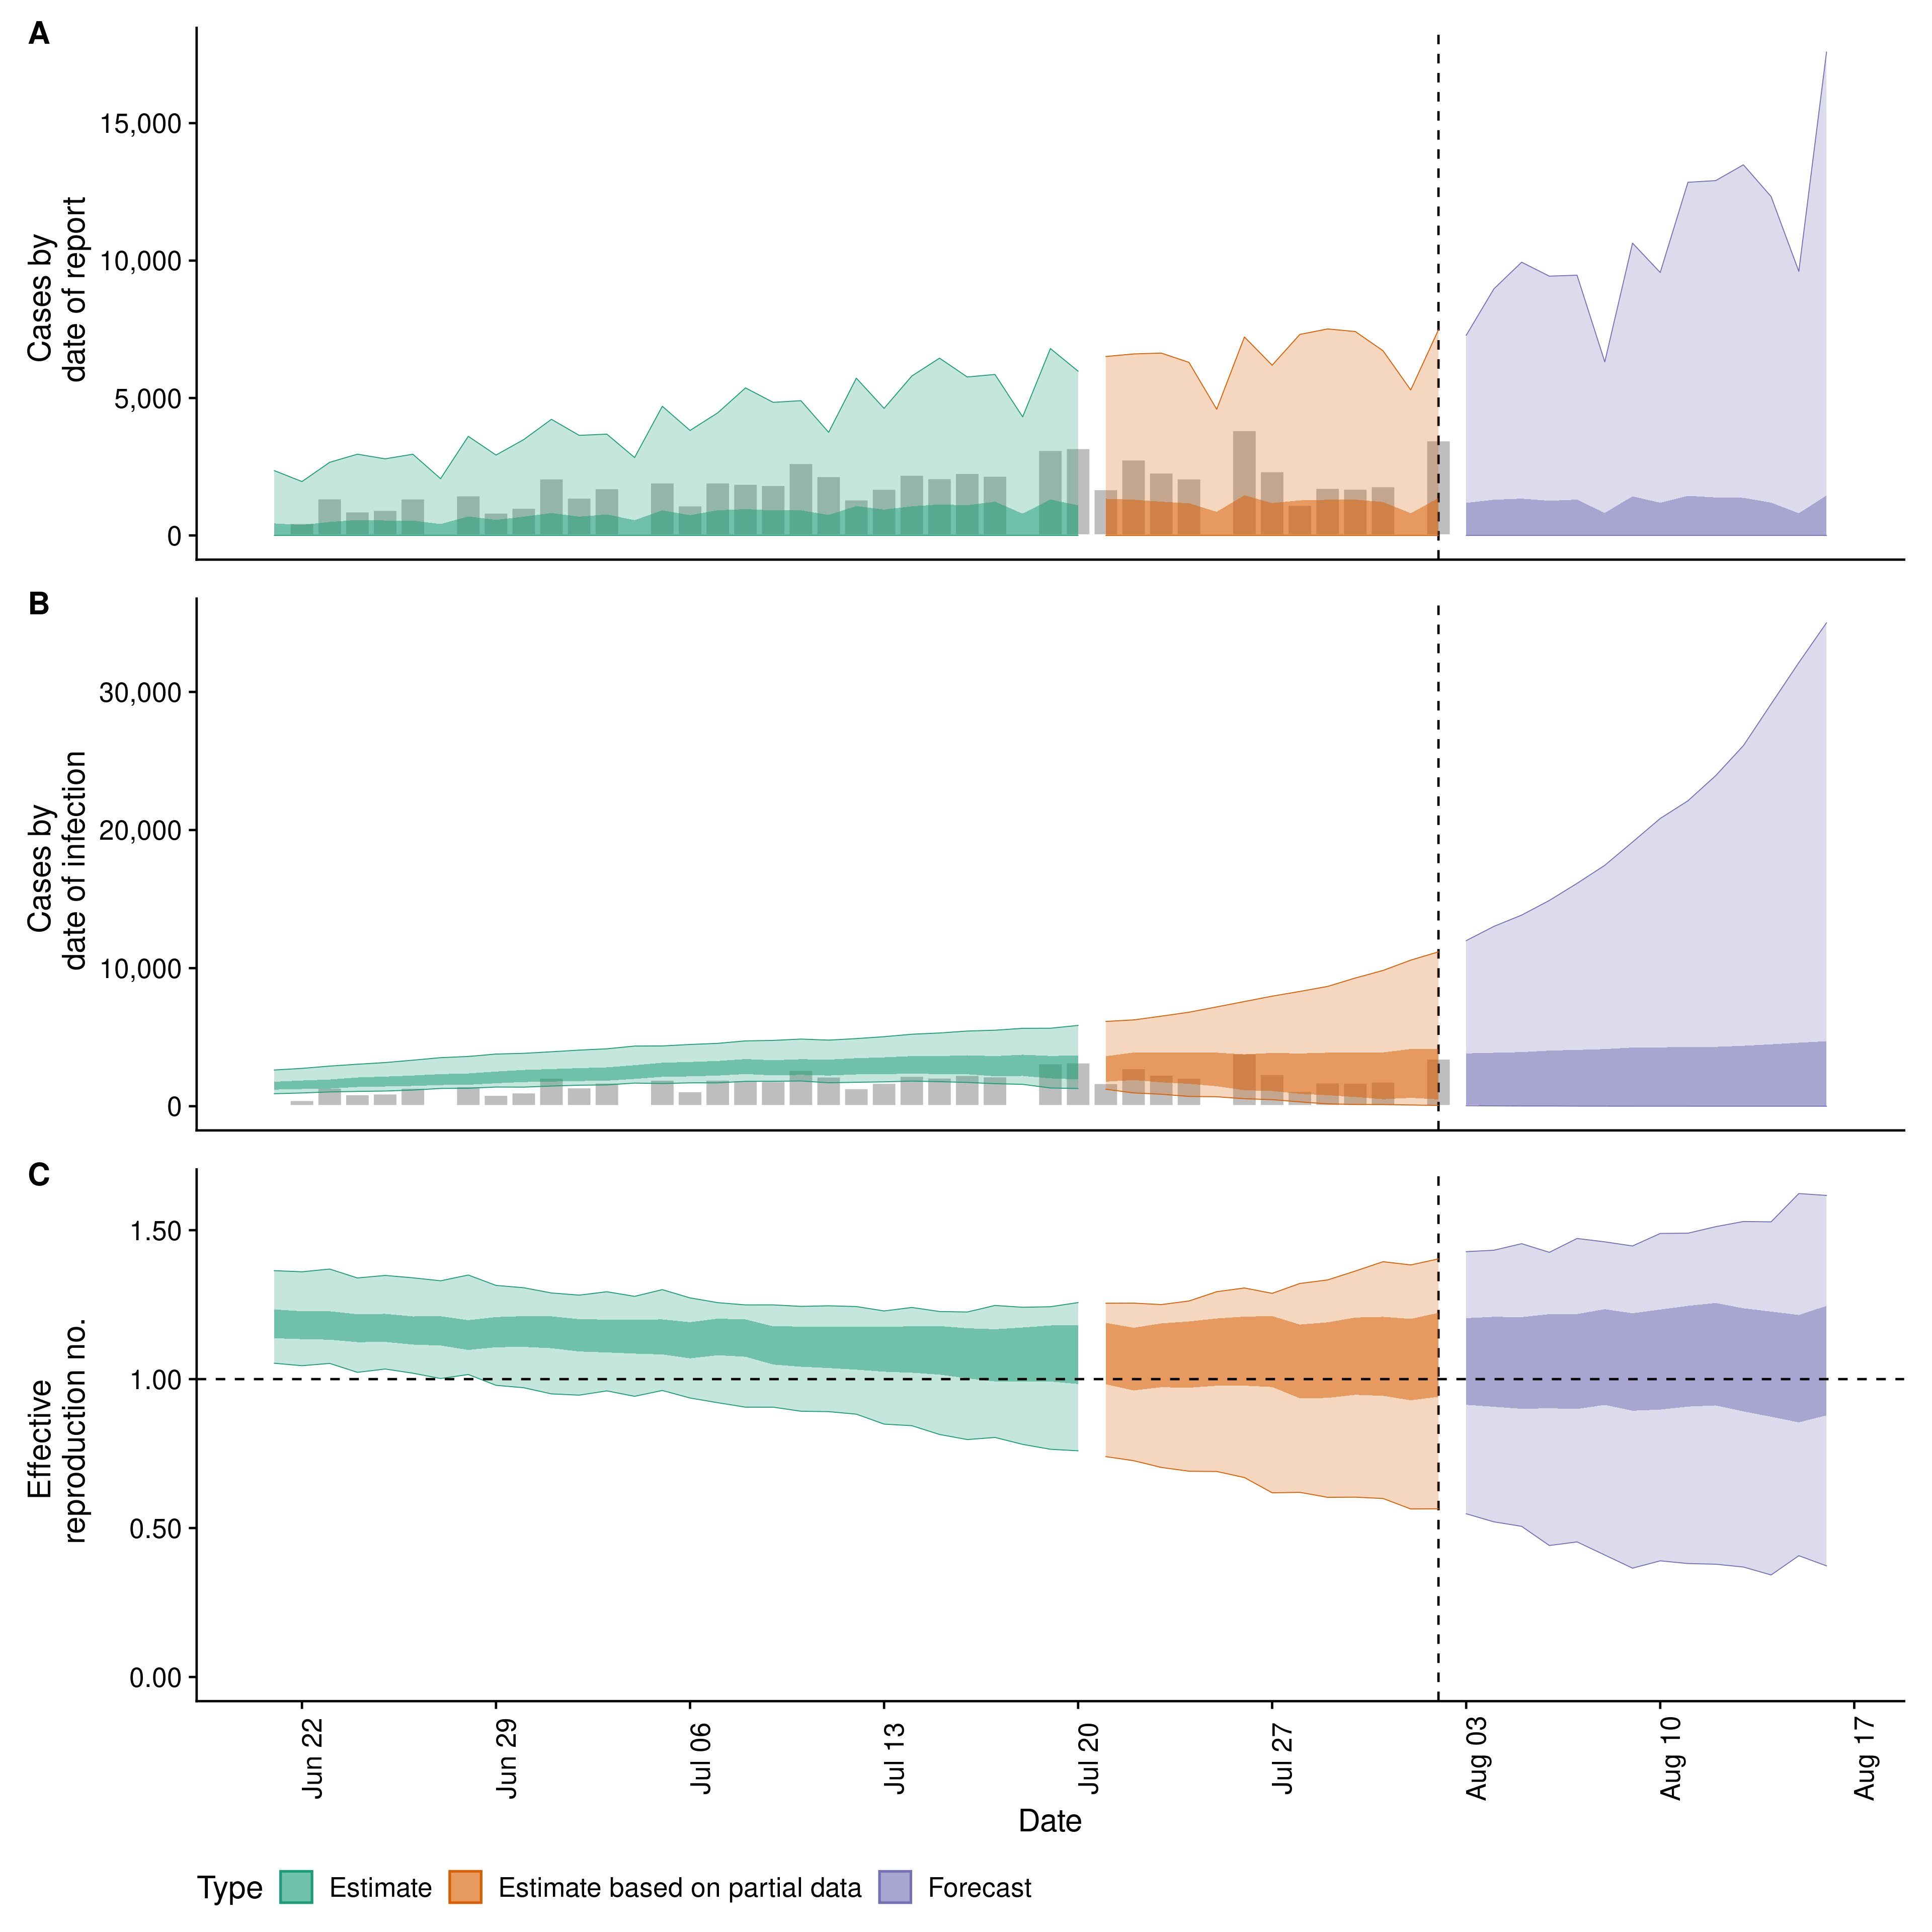 A
Cases by
date of report
15,000
10,000
5,000
0
B
Cases by
date of infection
30,000
20,000
10,000
0
C
Effective
reproduction no.
1.50
1.00
0.50
0.00
Jun 22
Jun 29
Jul 06
Jul 13
Jul 20
Jul 27
Aug 03
Aug 10
Aug 17
Date
Type Estimate Estimate based on partial data Forecast